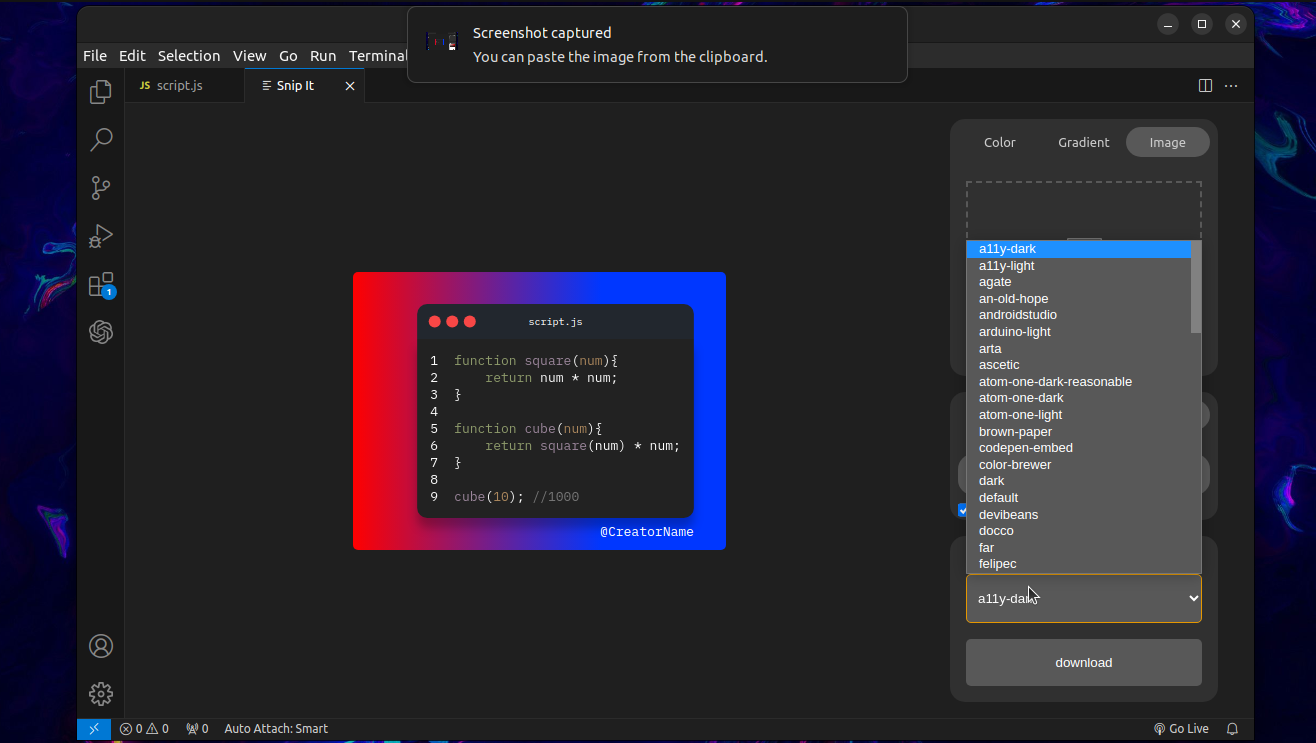 Screenshot captured
You can paste the image from the clipboard.
File Edit Selection View Go Run Terminal
JS script.js
Snip It
Color Gradient Image
1
script.js
1 function square(num){
2 return num * num;
3 }
4
5 function cube(num){
6 return square(num) * num;
7 }
8
9 cube(10); //1000
@CreatorName
a11y-dark
a11y-light
agate
an-old-hope
androidstudio
arduino-light
arta
ascetic
atom-one-dark-reasonable
atom-one-dark
atom-one-light
brown-paper
codepen-embed
color-brewer
dark
default
devibeans
docco
far
felipec
a11y-dark
download
0 0 0 Auto Attach: Smart
Go Live